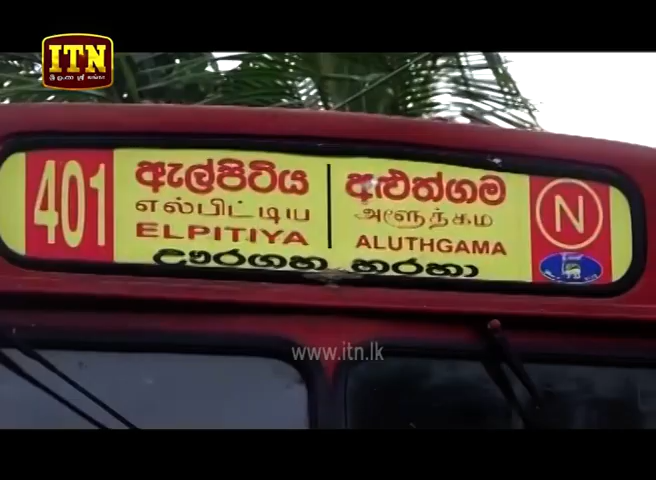 ITN
401
ඇල්පිටිය
எல்பிட்டிய
ELPITIYA
අළුත්ගම
அளுத்கம
ALUTHGAMA
N
ඌරගහ හරහා
www.itn.lk